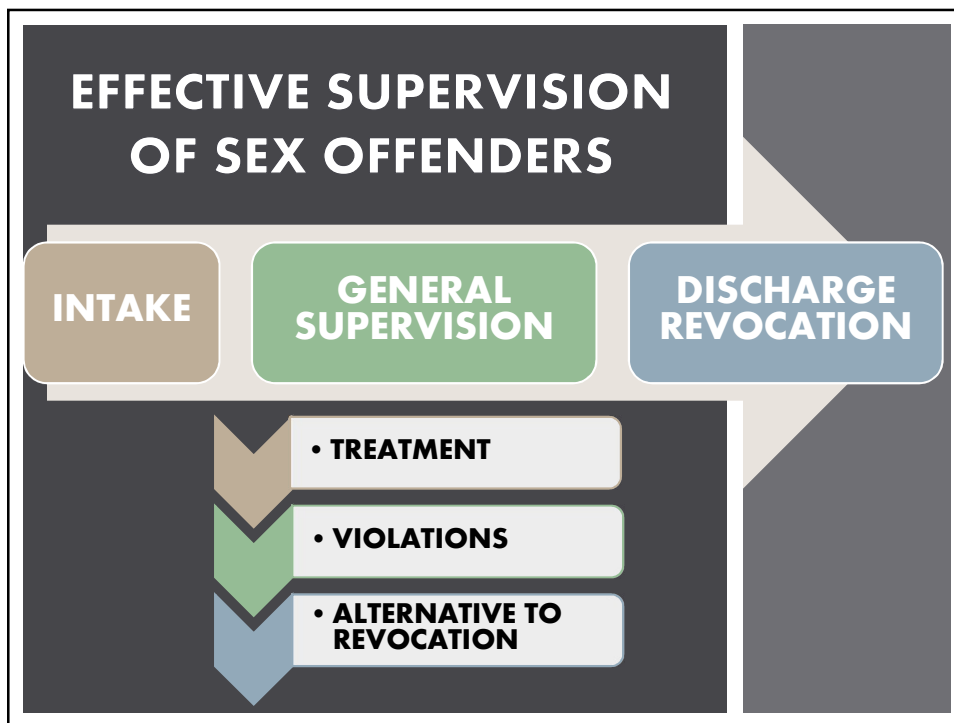 EFFECTIVE SUPERVISION
OF SEX OFFENDERS
INTAKE
GENERAL
SUPERVISION
DISCHARGE
REVOCATION
• TREATMENT
• VIOLATIONS
• ALTERNATIVE TO
REVOCATION